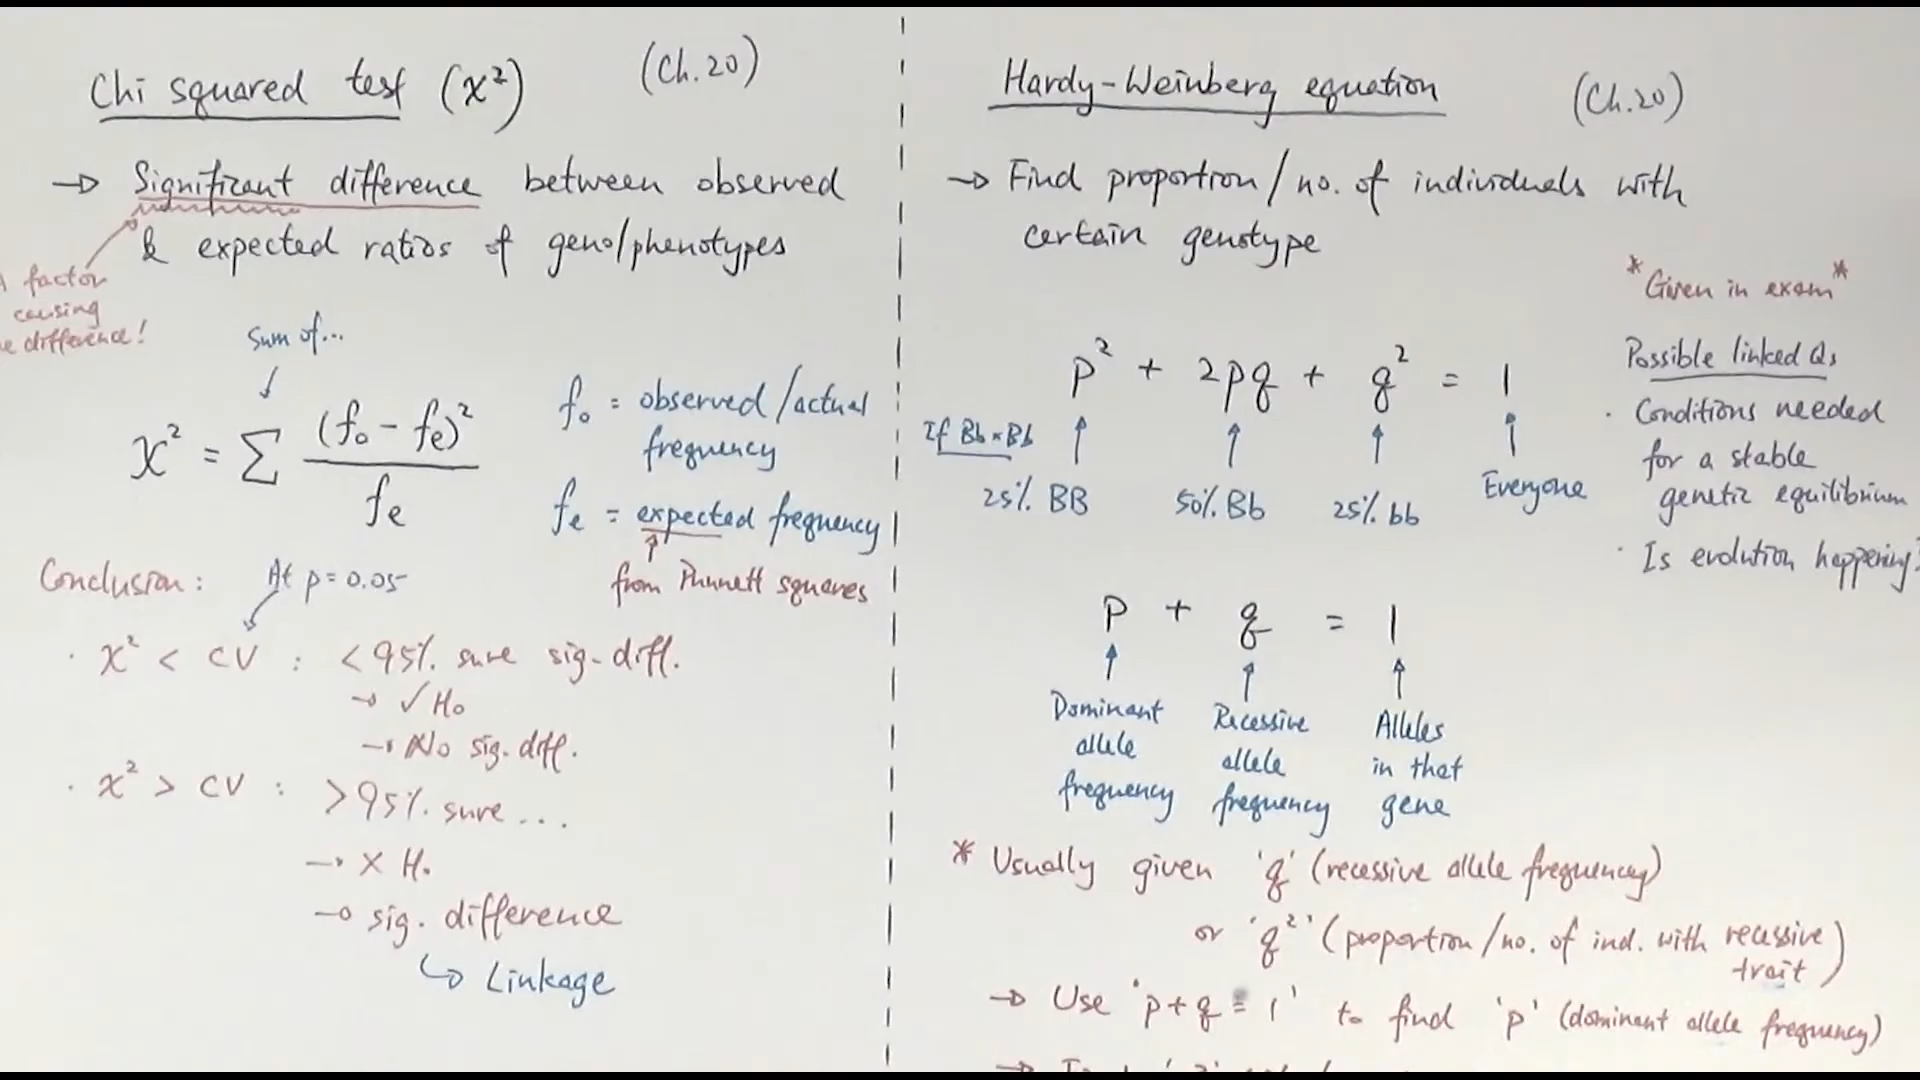 Chi squared test (x²) (Ch.20)
→ Significant difference between observed
& expected ratios of geno/phenotypes
A factor
causing
difference!
Sum of...
x² = Σ (fo - fe)² / fe
fo = observed/actual
frequency
fe = expected frequency
from Punnett squares
Conclusion: At p = 0.05
· x² < CV : < 95% sure sig. diff.
→ ✓ Ho
→ No sig. diff.
· x² > CV : > 95% sure ...
→ X Ho
→ sig. difference
↳ Linkage
Hardy-Weinberg equation (Ch.20)
→ Find proportion/no. of individuals with
certain genotype
*Given in exam*
p² + 2pq + q² = 1
If Bb × Bb
25% BB 50% Bb 25% bb Everyone
Possible linked Qs
· Conditions needed
for a stable
genetic equilibrium
· Is evolution happening?
p + q = 1
Dominant
allele
frequency
Recessive
allele
frequency
Alleles
in that
gene
* Usually given 'q' (recessive allele frequency)
or 'q²' (proportion/no. of ind. with recessive
trait)
→ Use 'p+q=1' to find 'p' (dominant allele frequency)